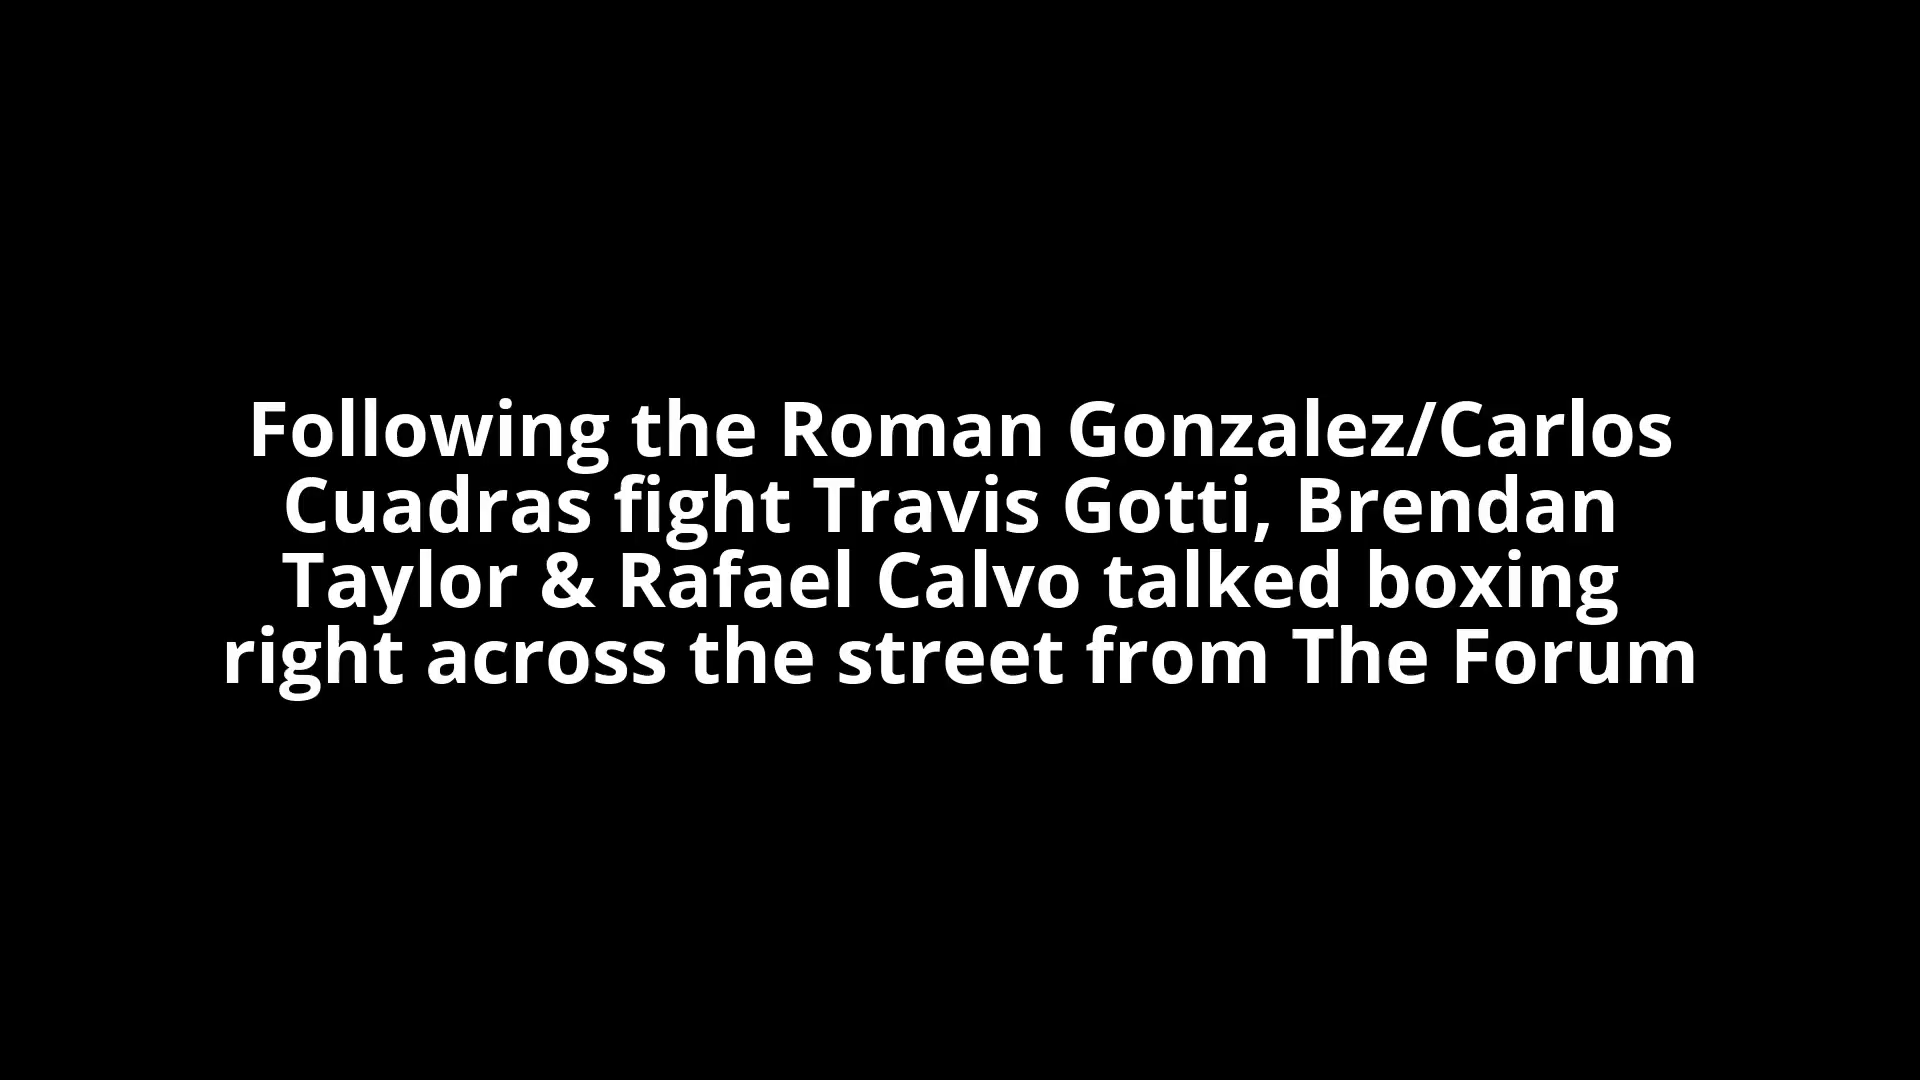 Following the Roman Gonzalez/Carlos
Cuadras fight Travis Gotti, Brendan
Taylor & Rafael Calvo talked boxing
right across the street from The Forum